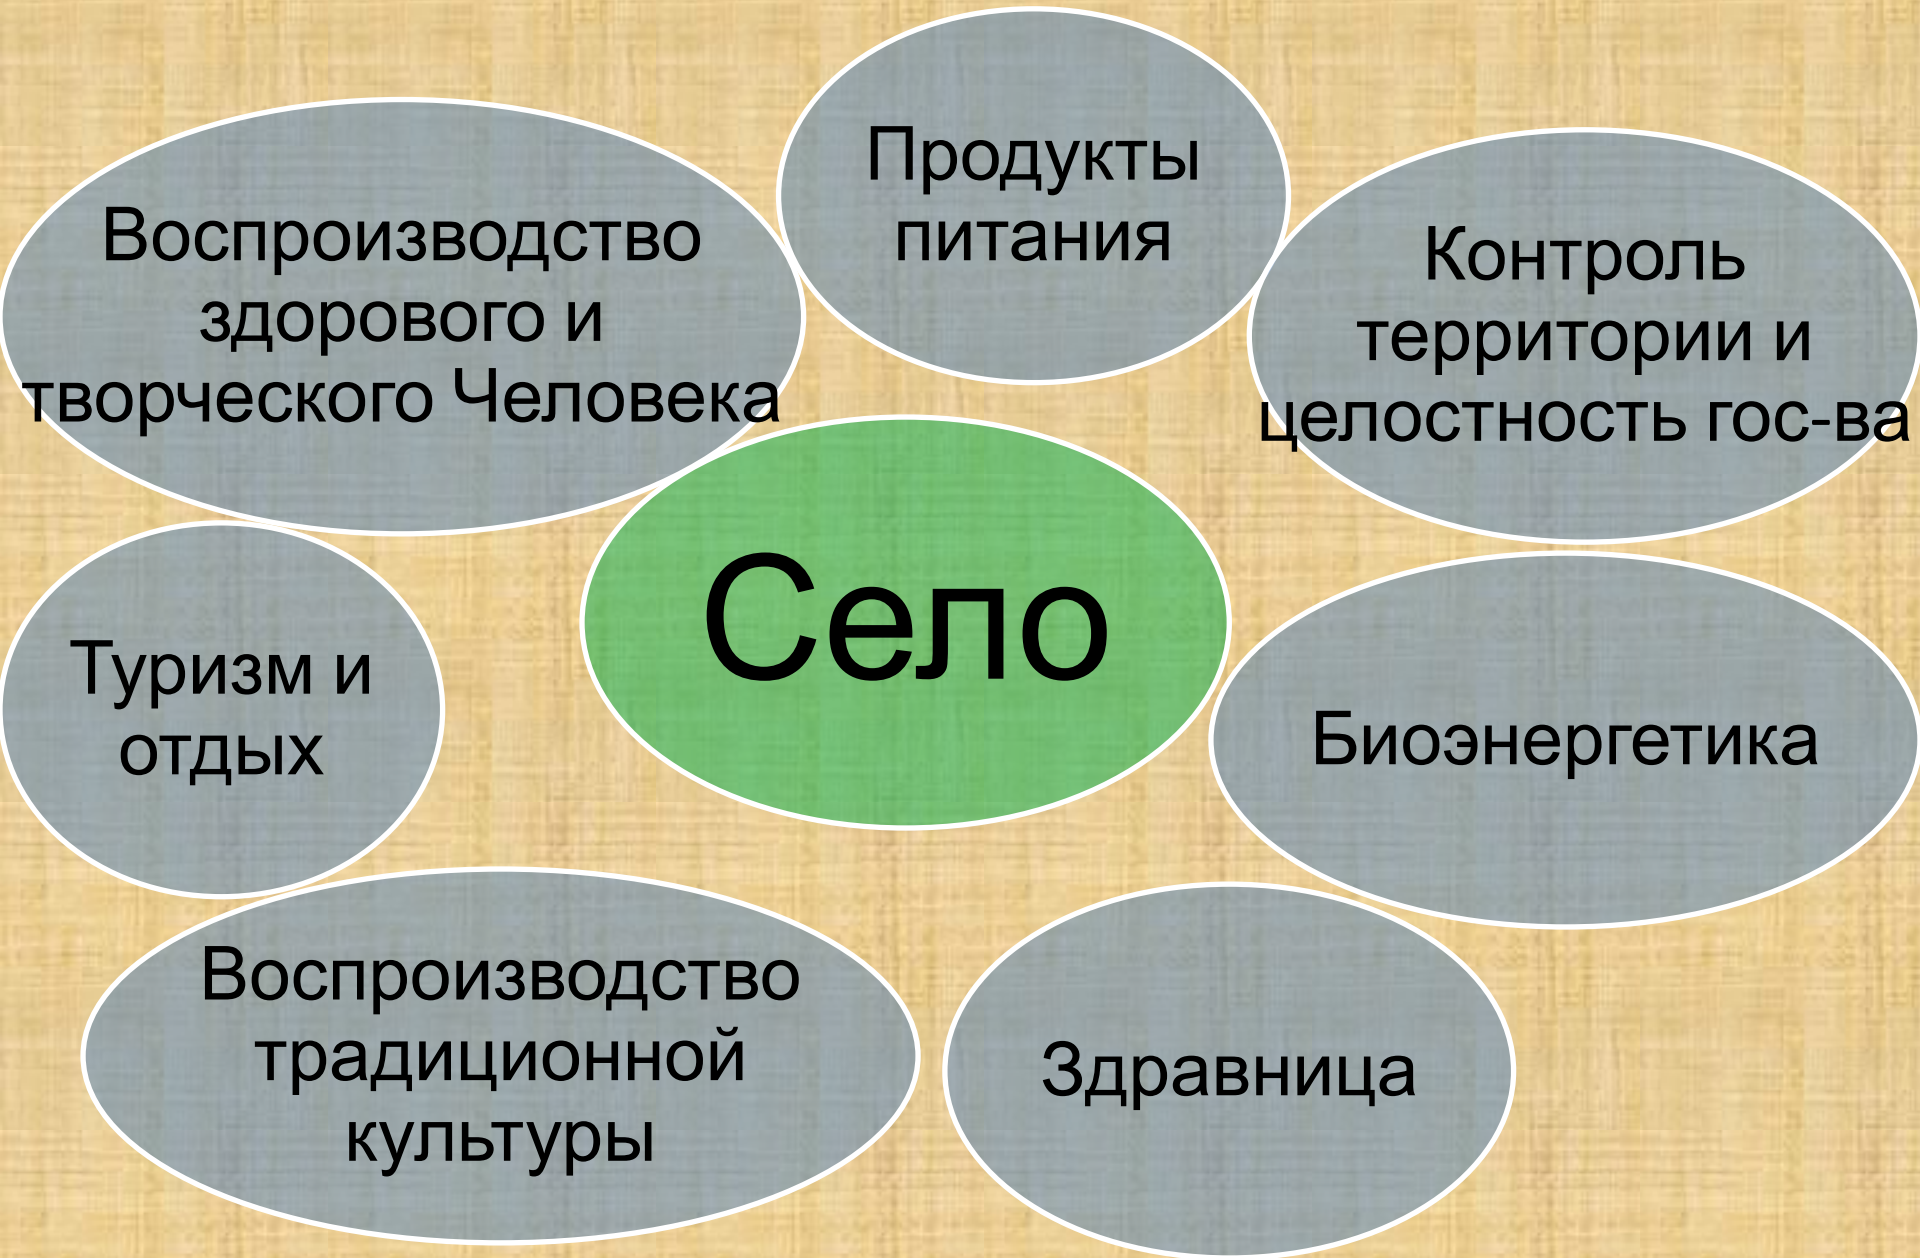 Продукты
питания
Воспроизводство
здорового и
творческого Человека
Контроль
территории и
целостность гос-ва
Село
Туризм и
отдых
Биоэнергетика
Воспроизводство
традиционной
культуры
Здравница